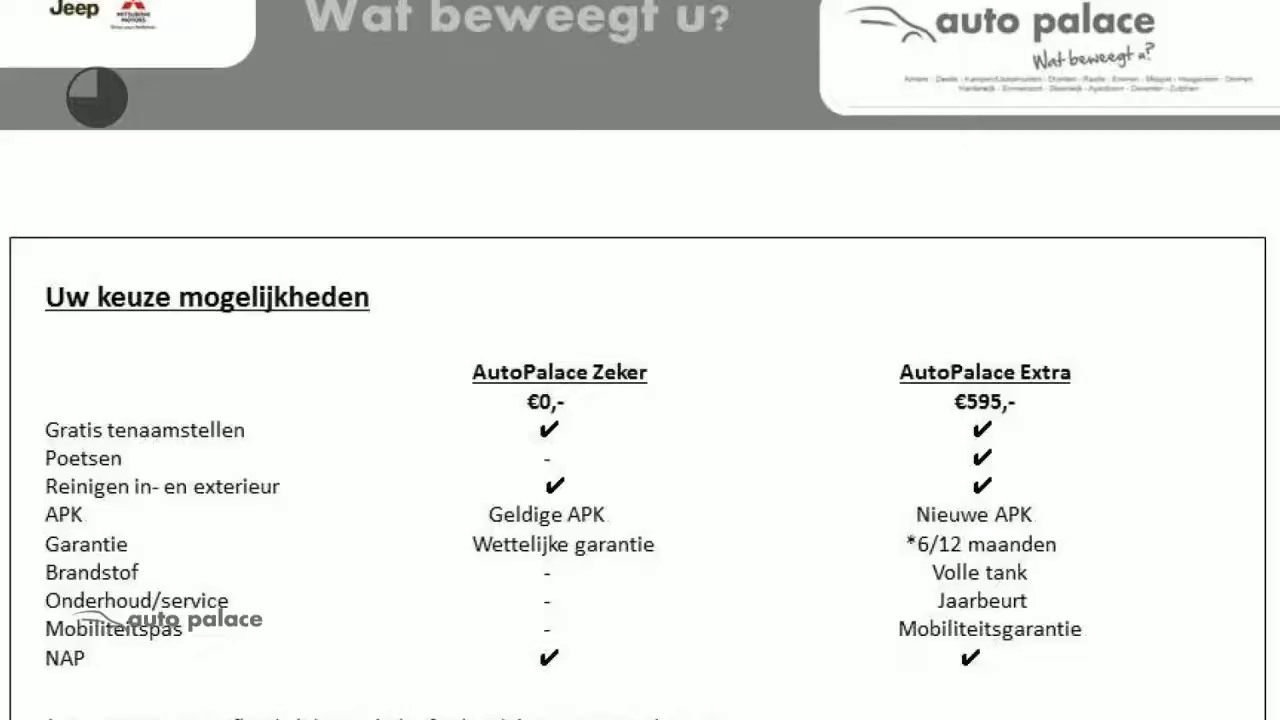 Jeep
MITSUBISHI
MOTORS
Wat beweegt u?
auto palace
Wat beweegt u?
Uw keuze mogelijkheden
AutoPalace Zeker AutoPalace Extra
€0,- €595,-
Gratis tenaamstellen ✔ ✔
Poetsen - ✔
Reinigen in- en exterieur ✔ ✔
APK Geldige APK Nieuwe APK
Garantie Wettelijke garantie *6/12 maanden
Brandstof - Volle tank
Onderhoud/service - Jaarbeurt
auto palace
Mobiliteitspas - Mobiliteitsgarantie
NAP ✔ ✔